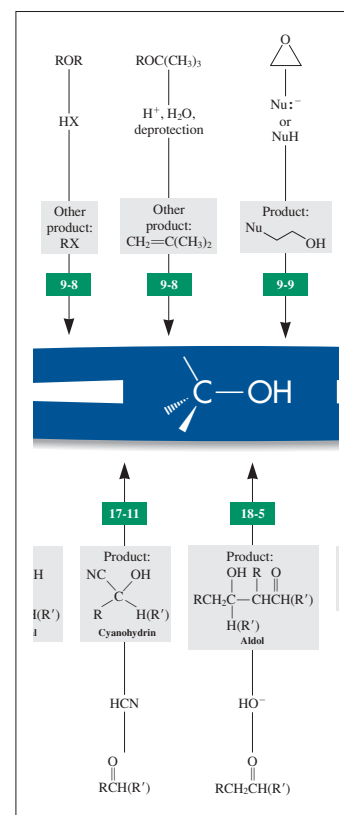 ROR
HX
Other
product:
RX
9-8
ROC(CH₃)₃
H⁺, H₂O,
deprotection
Other
product:
CH₂=C(CH₃)₂
9-8
O
Nu:⁻
or
NuH
Product:
Nu
OH
9-9
C—OH
H
H(R′)
l
17-11
Product:
NC OH
C
R H(R′)
Cyanohydrin
HCN
O
RCH(R′)
18-5
Product:
OH R O
RCH₂C—CHCH(R′)
H(R′)
Aldol
HO⁻
O
RCH₂CH(R′)